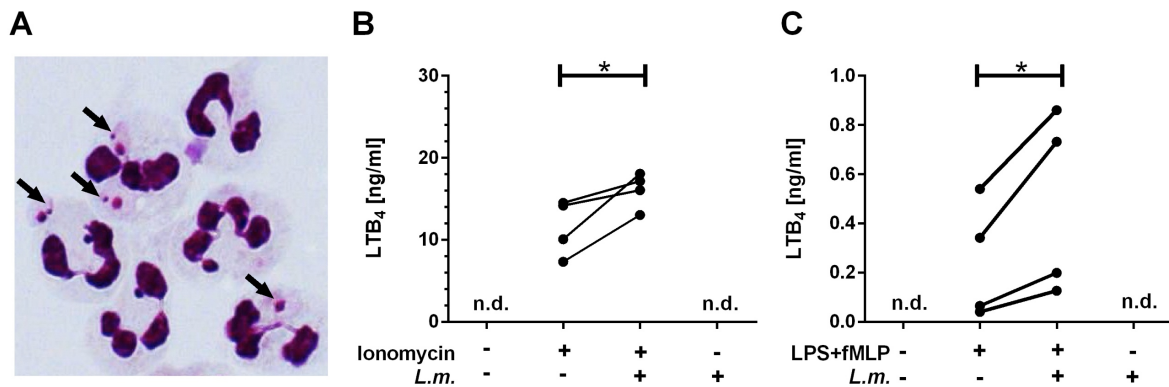 A
B
C
LTB4 [ng/ml]
30
20
10
0
*
n.d.
n.d.
Ionomycin - + + -
L.m. - - + +
LTB4 [ng/ml]
1.0
0.8
0.6
0.4
0.2
0.0
*
n.d.
n.d.
LPS+fMLP - + + -
L.m. - - + +